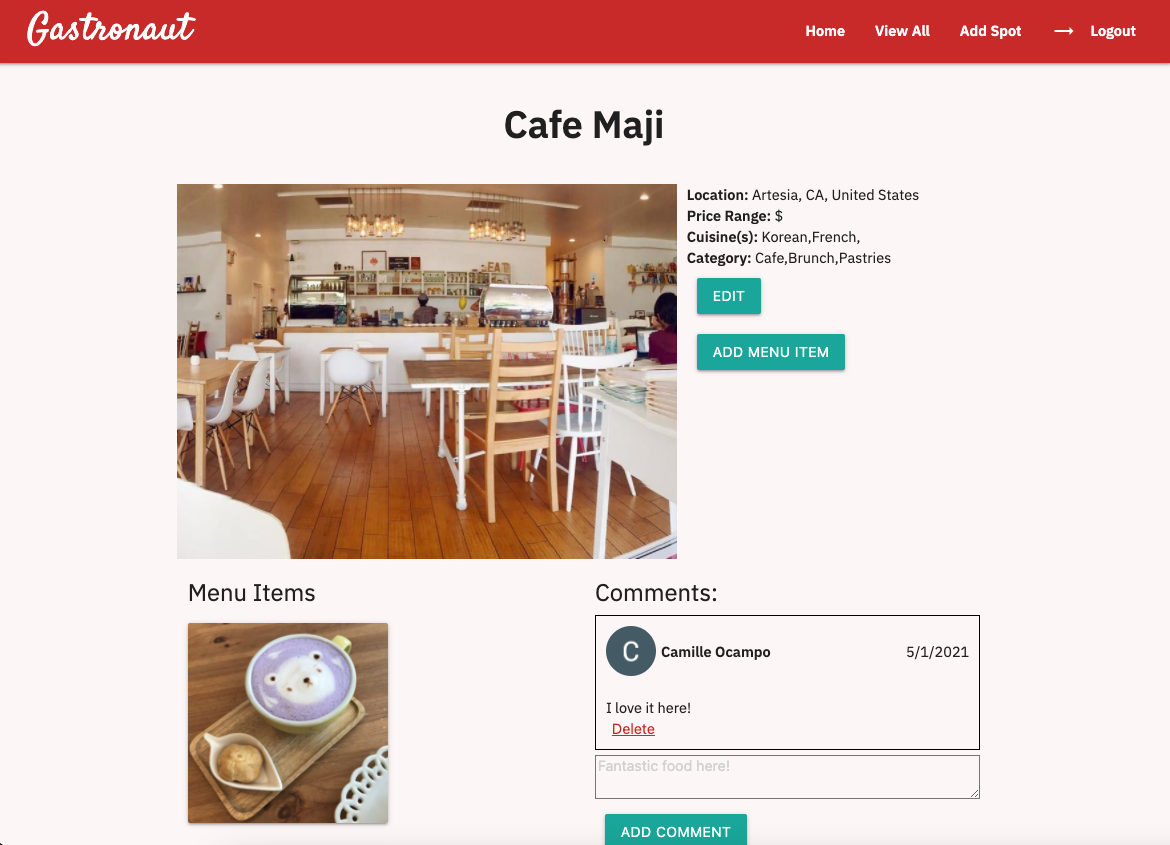 Gastronaut
Home View All Add Spot → Logout
Cafe Maji
EAT
Location: Artesia, CA, United States
Price Range: $
Cuisine(s): Korean,French,
Category: Cafe,Brunch,Pastries
EDIT
ADD MENU ITEM
Menu Items
Comments:
C Camille Ocampo 5/1/2021
I love it here!
Delete
Fantastic food here!
ADD COMMENT